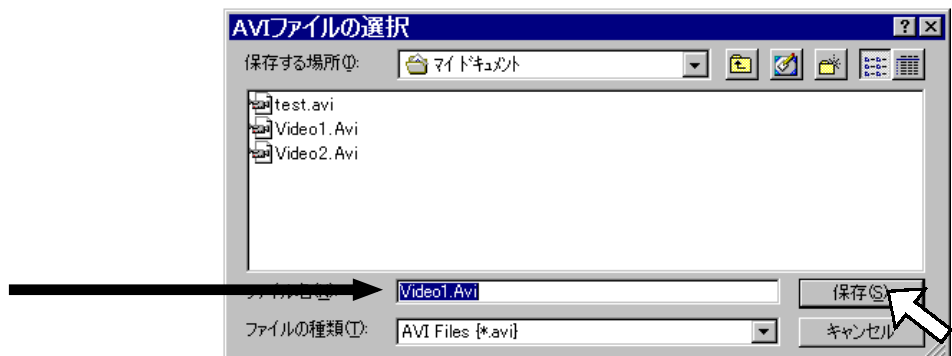 AVIファイルの選択
保存する場所(I):
マイ ドキュメント
test.avi
Video1.Avi
Video2.Avi
Video1.Avi
保存(S)
ファイルの種類(T):
AVI Files {*.avi}
キャンセル